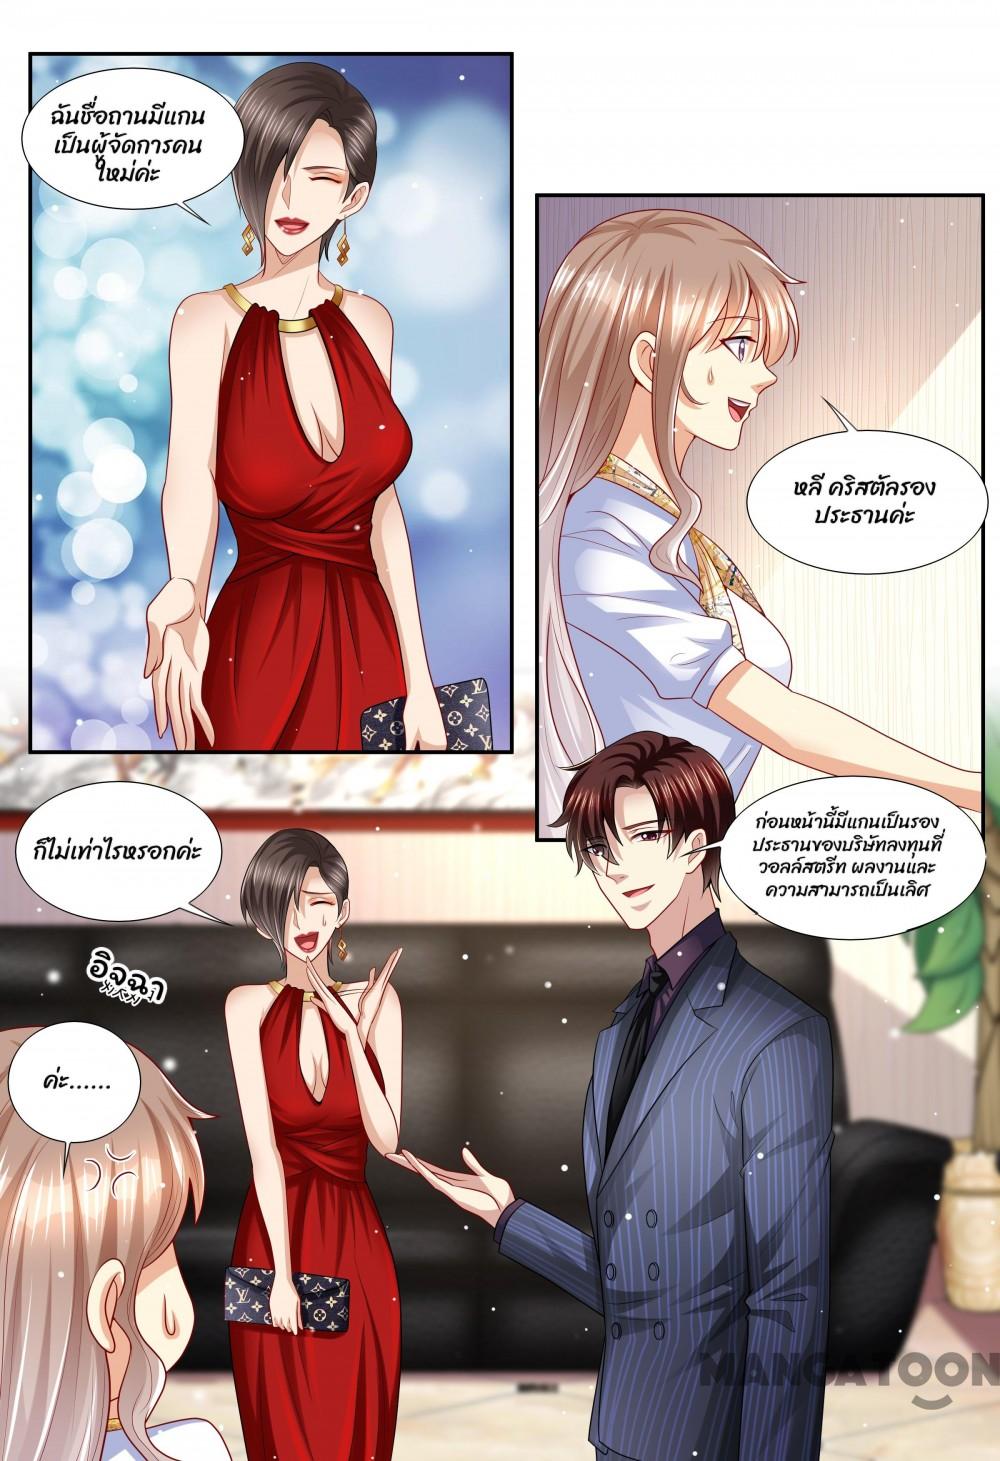 ฉันชื่อถานมีแกน
เป็นผู้จัดการคน
ใหม่ค่ะ
หลี คริสตัลรอง
ประธานค่ะ
ก่อนหน้านี้มีแกนเป็นรอง
ประธานของบริษัทลงทุนที่
วอลล์สตรีท ผลงานและ
ความสามารถเป็นเลิศ
ก็ไม่เท่าไรหรอกค่ะ
อิจฉา
ค่ะ......
MANGATOON